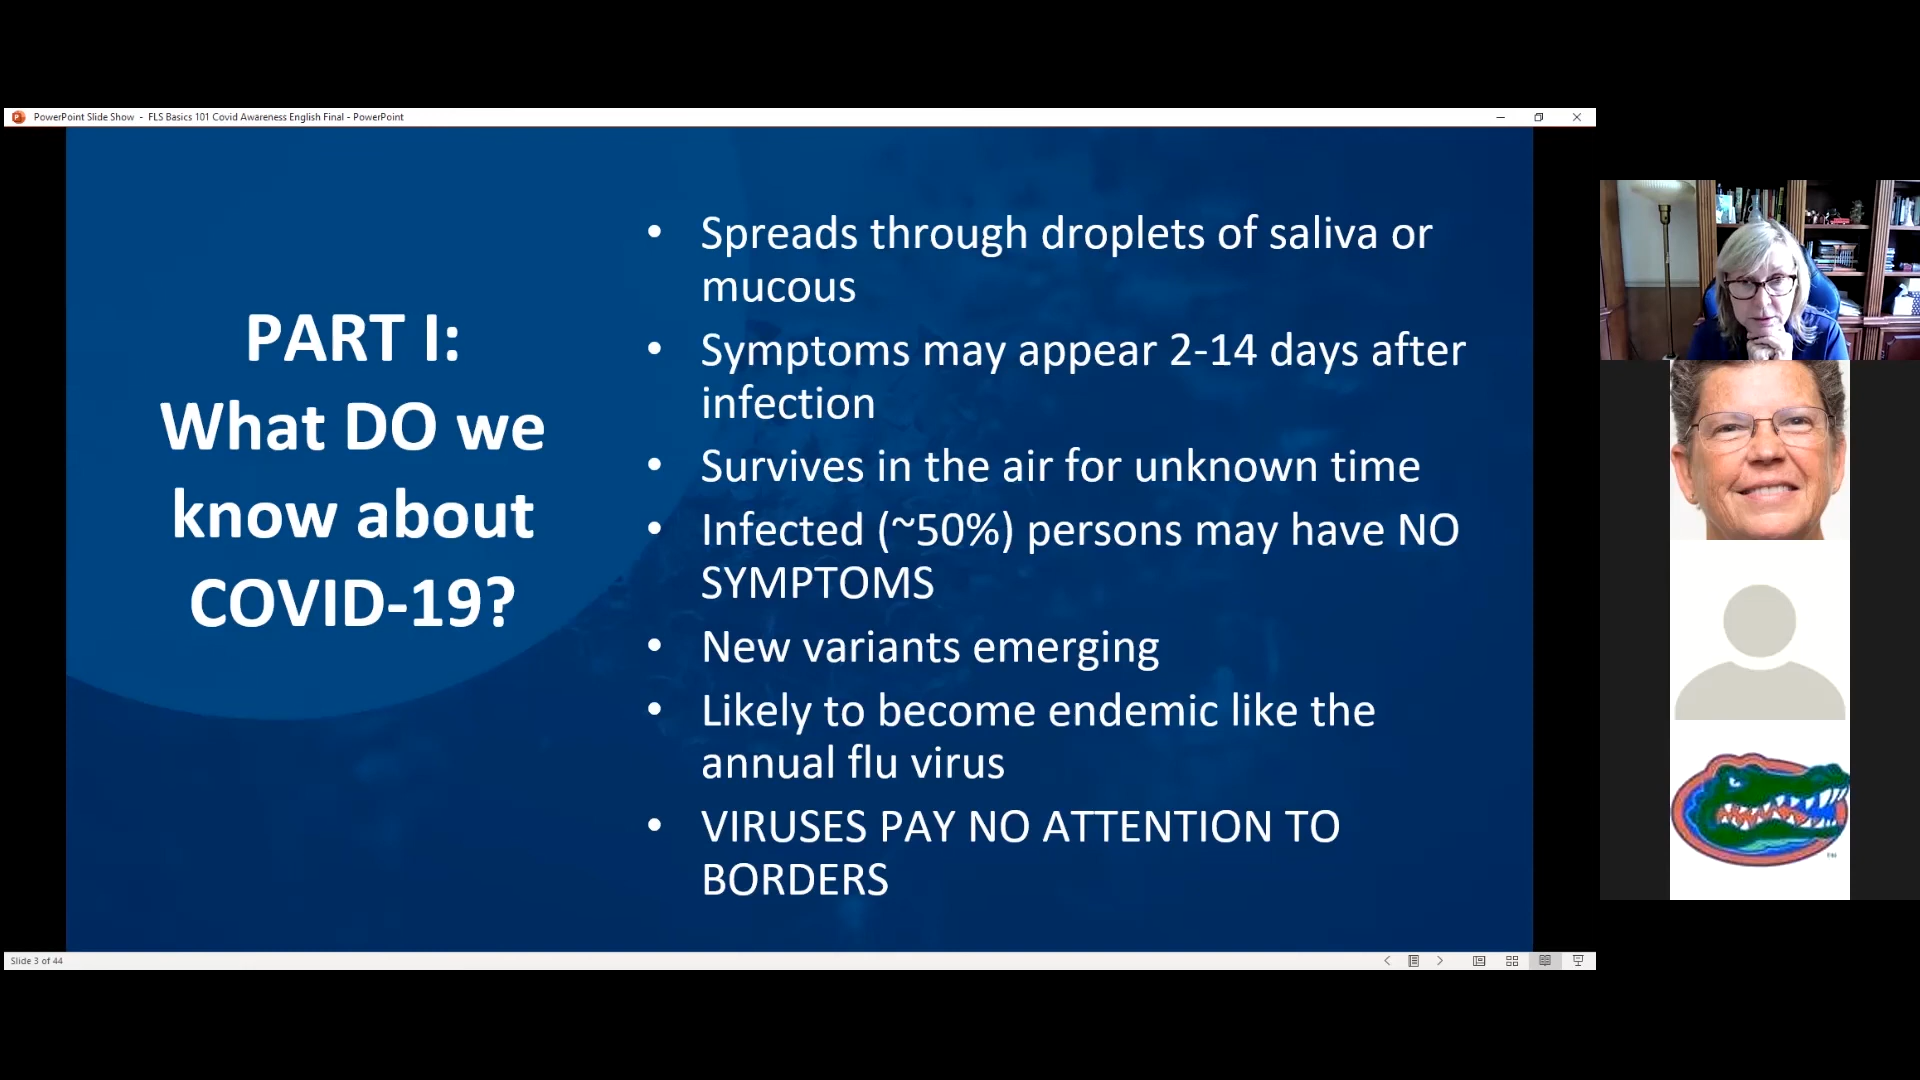 PowerPoint Slide Show - FLS Basics 101 Covid Awareness English Final - PowerPoint
PART I:
What DO we
know about
COVID-19?
• Spreads through droplets of saliva or
mucous
• Symptoms may appear 2-14 days after
infection
• Survives in the air for unknown time
• Infected (~50%) persons may have NO
SYMPTOMS
• New variants emerging
• Likely to become endemic like the
annual flu virus
• VIRUSES PAY NO ATTENTION TO
BORDERS
TM
Slide 3 of 44